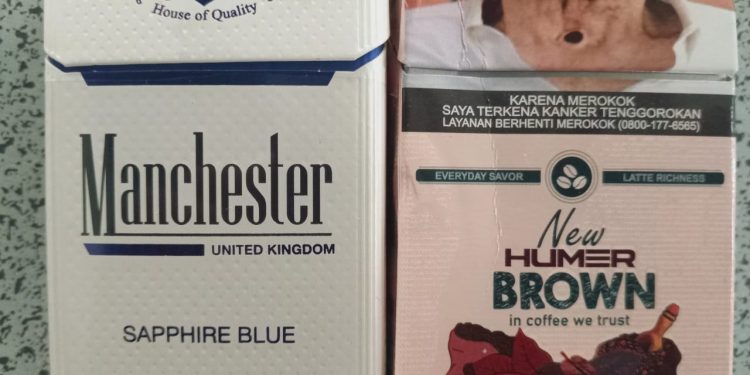 House of Quality
Manchester
UNITED KINGDOM
SAPPHIRE BLUE
KARENA MEROKOK
SAYA TERKENA KANKER TENGGOROKAN
LAYANAN BERHENTI MEROKOK (0800-177-6565)
EVERYDAY SAVOR
LATTE RICHNESS
New
HUMER
BROWN
in coffee we trust